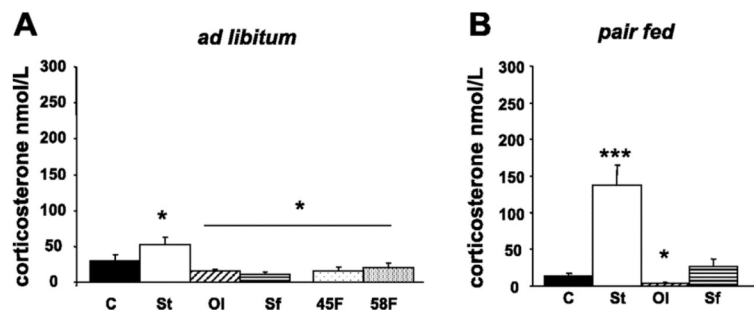 A
ad libitum
corticosterone nmol/L
300
250
200
150
100
50
0
*
*
C St Ol Sf 45F 58F
B
pair fed
corticosterone nmol/L
300
250
200
150
100
50
0
***
*
C St Ol Sf